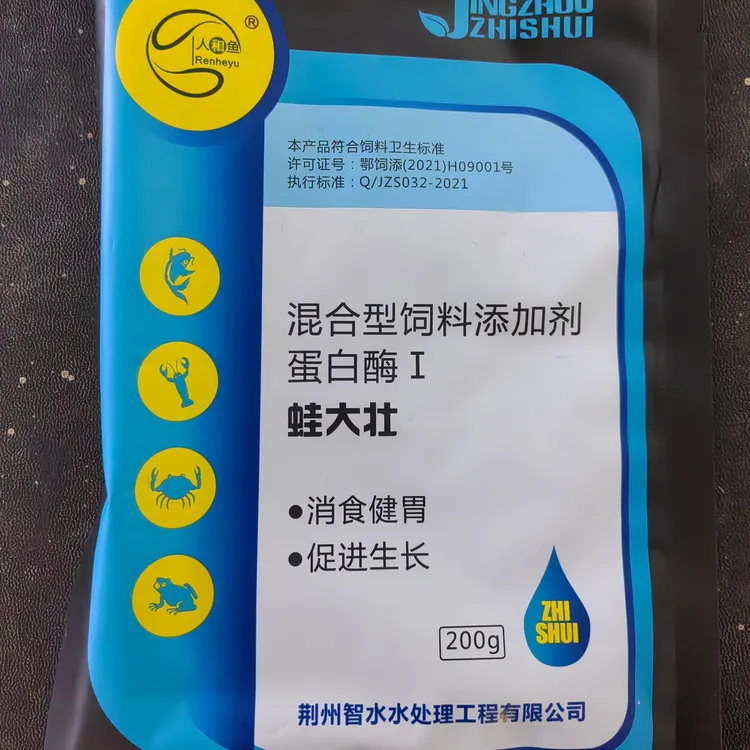 JINGZHOU
ZHISHUI
人和鱼
®
Renheyu
本产品符合饲料卫生标准
许可证号：鄂饲添(2021)H09001号
执行标准：Q/JZS032-2021
混合型饲料添加剂
蛋白酶 I
蛙大壮
●消食健胃
●促进生长
ZHI
SHUI
200g
荆州智水水处理工程有限公司